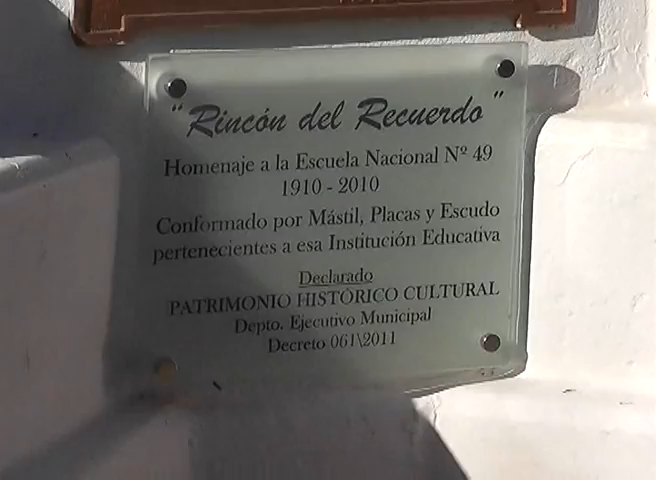 "Rincón del Recuerdo"
Homenaje a la Escuela Nacional Nº 49
1910 - 2010
Conformado por Mástil, Placas y Escudo
pertenecientes a esa Institución Educativa
Declarado
PATRIMONIO HISTÓRICO CULTURAL
Depto. Ejecutivo Municipal
Decreto 061\2011